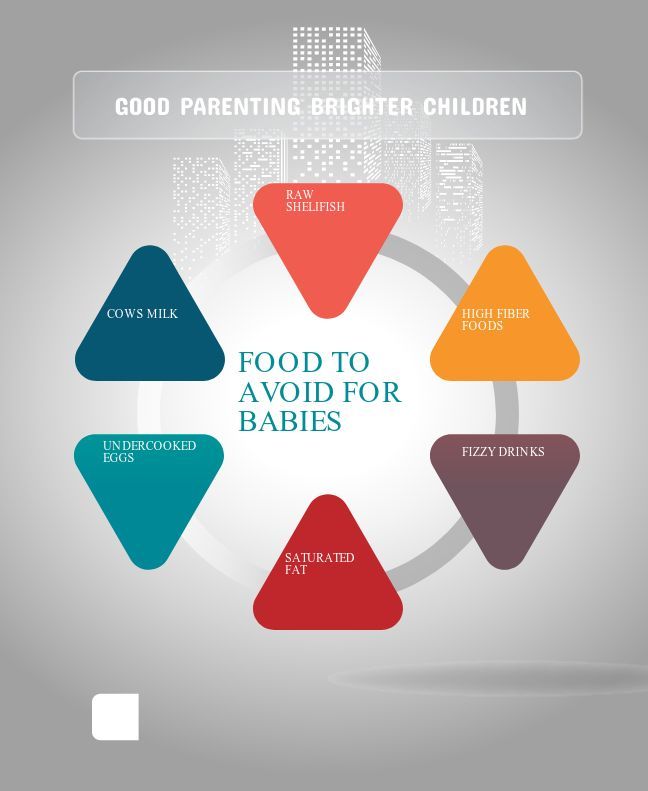 GOOD PARENTING BRIGHTER CHILDREN
RAW
SHELIFISH
COWS MILK
HIGH FIBER
FOODS
FOOD TO
AVOID FOR
BABIES
UNDERCOOKED
EGGS
FIZZY DRINKS
SATURATED
FAT